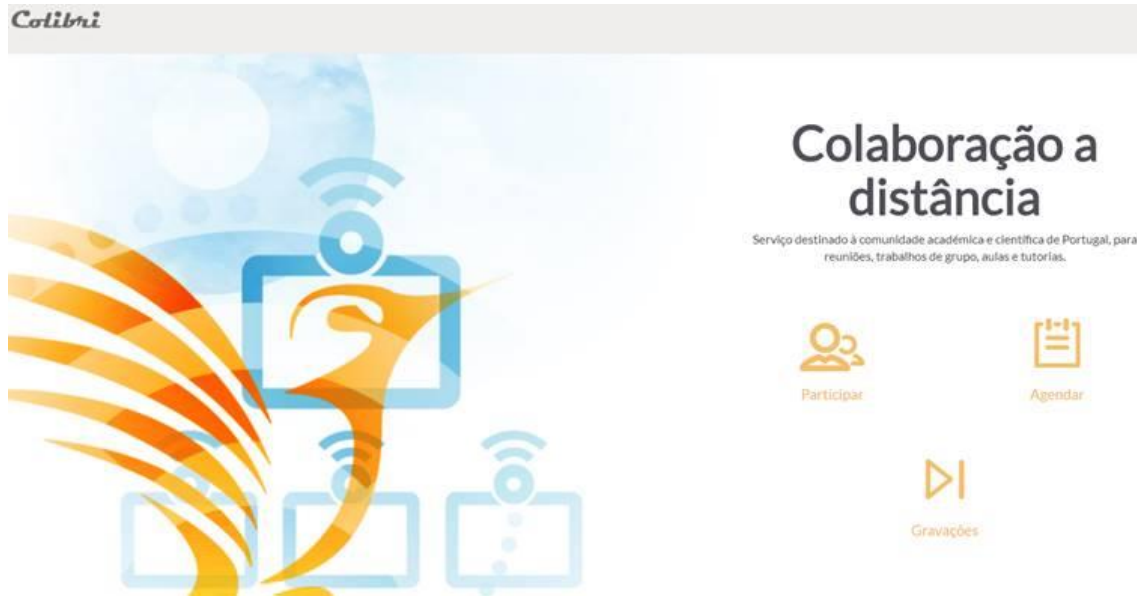 Colibri
Colaboração a
distância
Serviço destinado à comunidade académica e científica de Portugal, para
reuniões, trabalhos de grupo, aulas e tutorias.
Participar
Agendar
Gravações